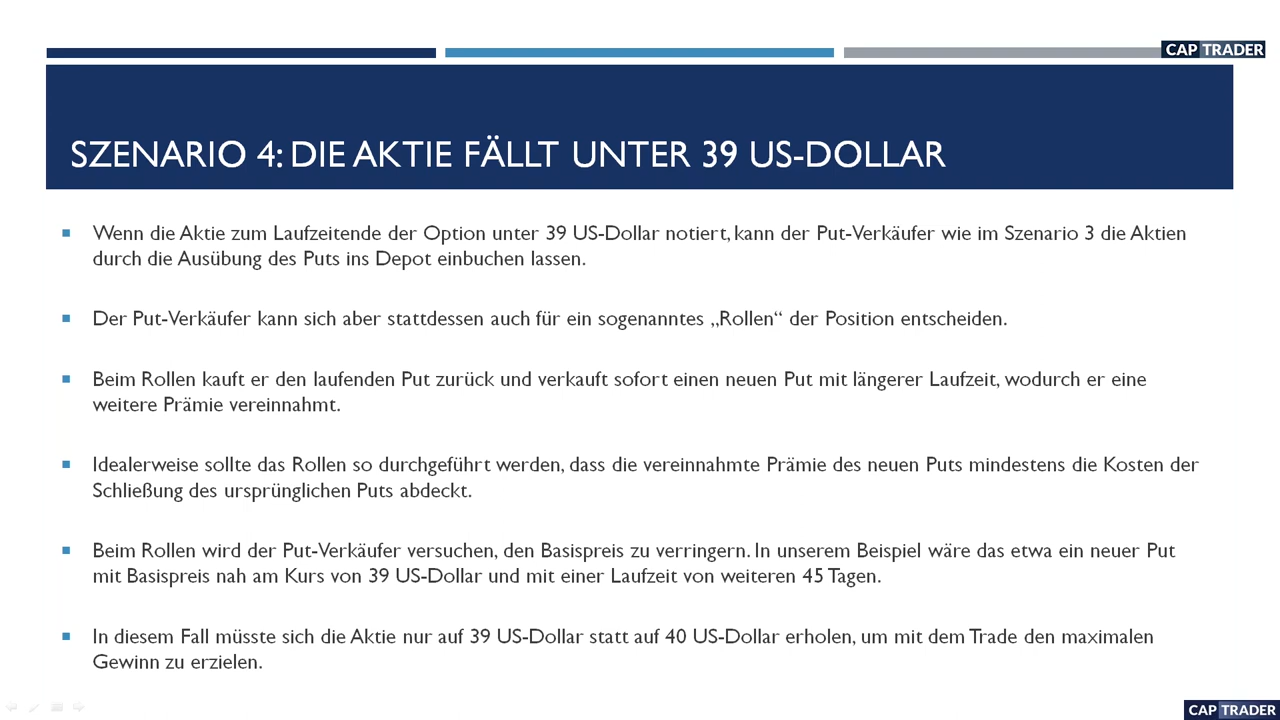 CAP TRADER
SZENARIO 4: DIE AKTIE FÄLLT UNTER 39 US-DOLLAR
Wenn die Aktie zum Laufzeitende der Option unter 39 US-Dollar notiert, kann der Put-Verkäufer wie im Szenario 3 die Aktien
durch die Ausübung des Puts ins Depot einbuchen lassen.
Der Put-Verkäufer kann sich aber stattdessen auch für ein sogenanntes „Rollen“ der Position entscheiden.
Beim Rollen kauft er den laufenden Put zurück und verkauft sofort einen neuen Put mit längerer Laufzeit, wodurch er eine
weitere Prämie vereinnahmt.
Idealerweise sollte das Rollen so durchgeführt werden, dass die vereinnahmte Prämie des neuen Puts mindestens die Kosten der
Schließung des ursprünglichen Puts abdeckt.
Beim Rollen wird der Put-Verkäufer versuchen, den Basispreis zu verringern. In unserem Beispiel wäre das etwa ein neuer Put
mit Basispreis nah am Kurs von 39 US-Dollar und mit einer Laufzeit von weiteren 45 Tagen.
In diesem Fall müsste sich die Aktie nur auf 39 US-Dollar statt auf 40 US-Dollar erholen, um mit dem Trade den maximalen
Gewinn zu erzielen.
CAP TRADER